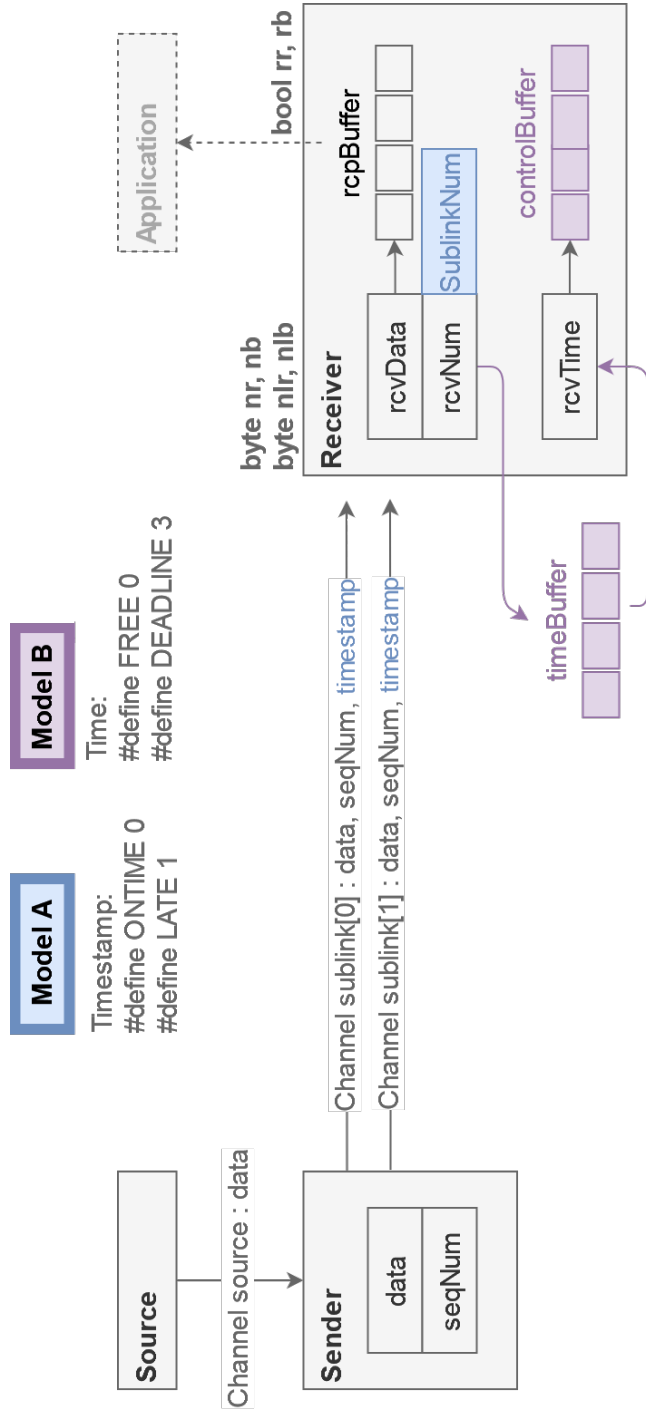 Model A
Timestamp:
#define ONTIME 0
#define LATE 1
Model B
Time:
#define FREE 0
#define DEADLINE 3
Source
Channel source : data
Sender
data
seqNum
Channel sublink[0] : data, seqNum, timestamp
Channel sublink[1] : data, seqNum, timestamp
Application
byte nr, nb
byte nlr, nlb
bool rr, rb
Receiver
rcvData
rcvNum
SublinkNum
rcpBuffer
rcvTime
controlBuffer
timeBuffer